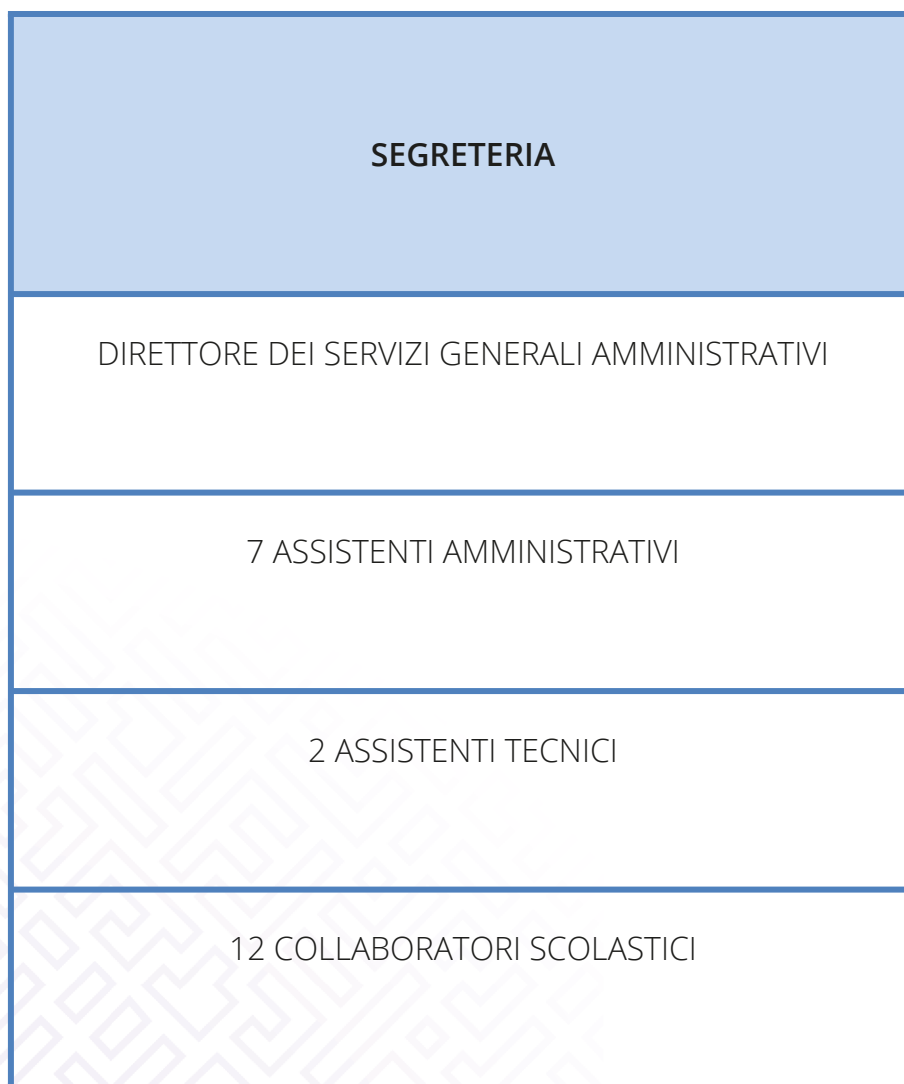 SEGRETERIA
DIRETTORE DEI SERVIZI GENERALI AMMINISTRATIVI
7 ASSISTENTI AMMINISTRATIVI
2 ASSISTENTI TECNICI
12 COLLABORATORI SCOLASTICI